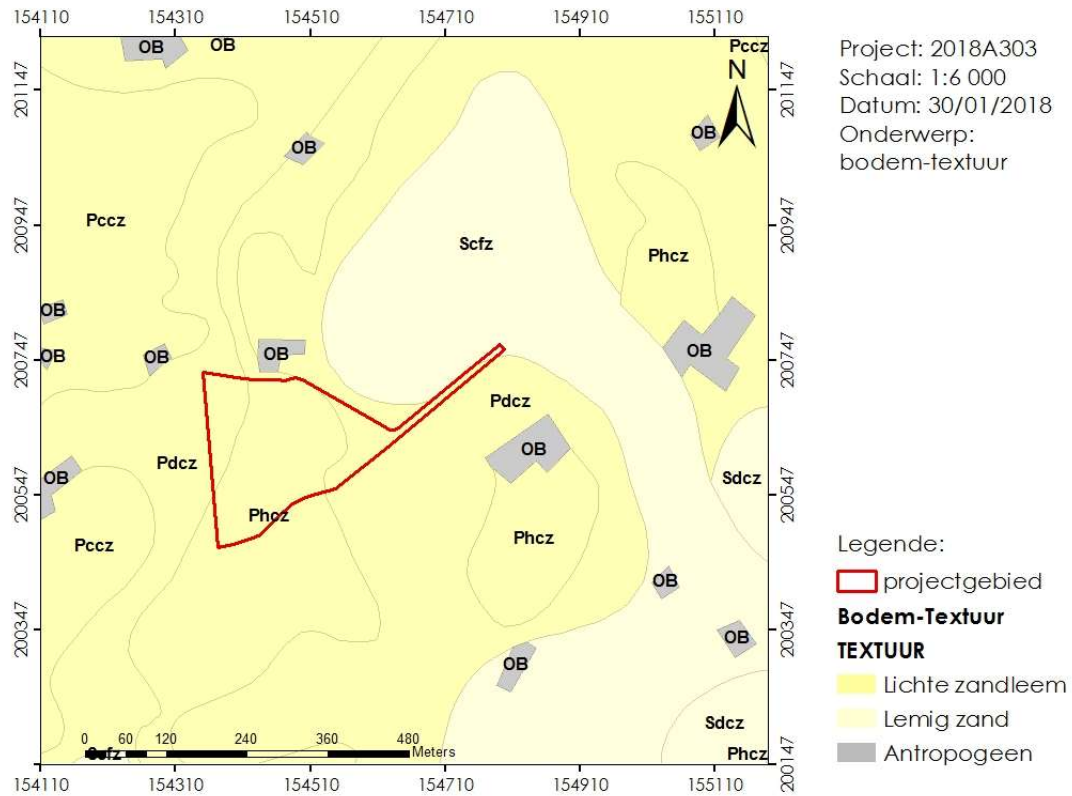 154110 154310 154510 154710 154910 155110
Project: 2018A303
Schaal: 1:6 000
Datum: 30/01/2018
Onderwerp:
bodem-textuur
OB OB Pccz
N
201147 201147
OB
OB
200947 Pccz Scfz Phcz 200947
OB
200747 OB OB OB OB 200747
Pdcz
OB
Pdcz OB Sdcz
200547 Phcz 200547
Pccz Phcz
OB
200347 OB 200347
OB
Sdcz
Phcz
0 60 120 240 360 480
Meters
Scfz
200147 200147
154110 154310 154510 154710 154910 155110
Legende:
projectgebied
Bodem-Textuur
TEXTUUR
Lichte zandleem
Lemig zand
Antropogeen